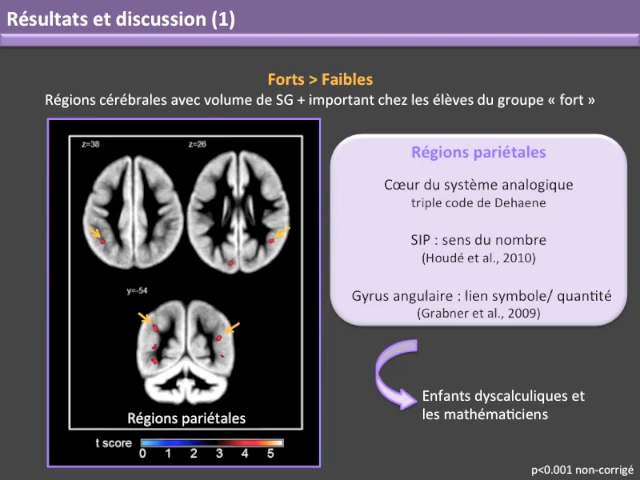 Résultats et discussion (1)
Forts > Faibles
Régions cérébrales avec volume de SG + important chez les élèves du groupe « fort »
z=38
z=26
y=-54
Régions pariétales
t score
0 1 2 3 4 5
Régions pariétales
Cœur du système analogique
triple code de Dehaene
SIP : sens du nombre
(Houdé et al., 2010)
Gyrus angulaire : lien symbole/ quantité
(Grabner et al., 2009)
Enfants dyscalculiques et
les mathématiciens
p<0.001 non-corrigé